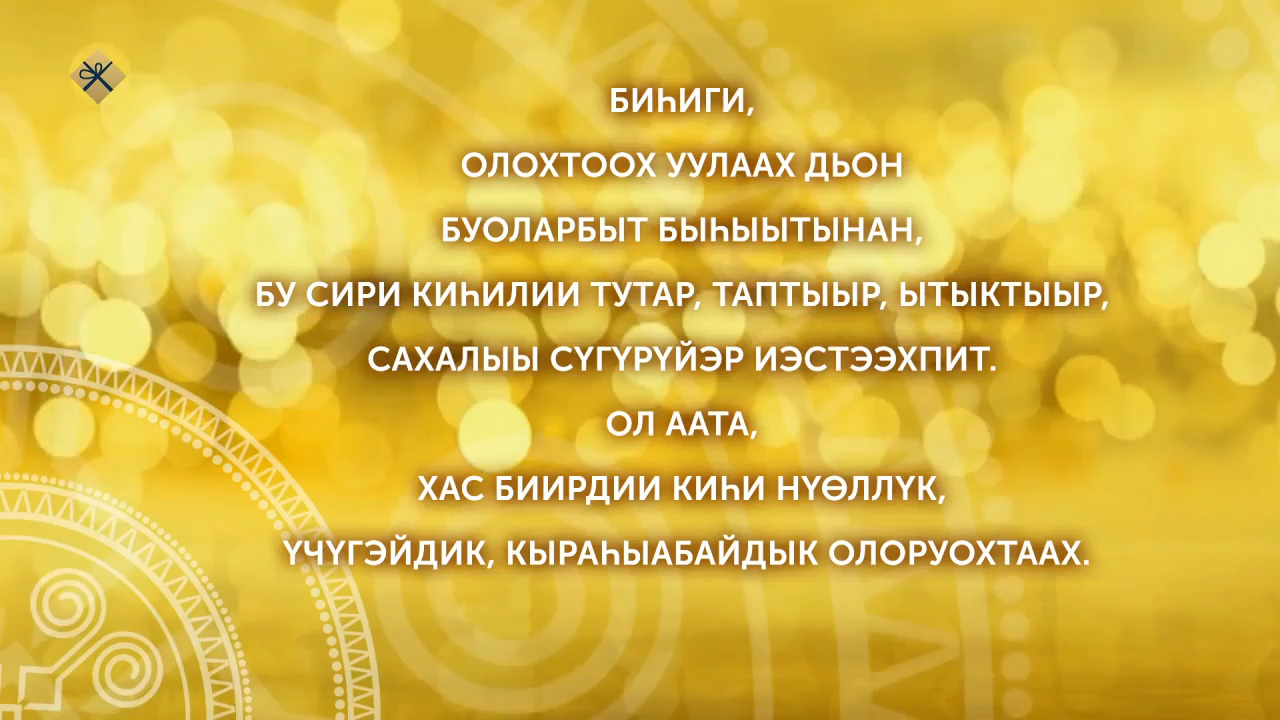 БИҺИГИ,
ОЛОХТООХ УУЛААХ ДЬОН
БУОЛАРБЫТ БЫҺЫЫТЫНАН,
БУ СИРИ КИҺИЛИИ ТУТАР, ТАПТЫЫР, ЫТЫКТЫЫР,
САХАЛЫЫ СҮГҮРҮЙЭР ИЭСТЭЭХПИТ.
ОЛ ААТА,
ХАС БИИРДИИ КИҺИ НҮӨЛЛҮК,
ҮЧҮГЭЙДИК, КЫРАҺЫАБАЙДЫК ОЛОРУОХТААХ.